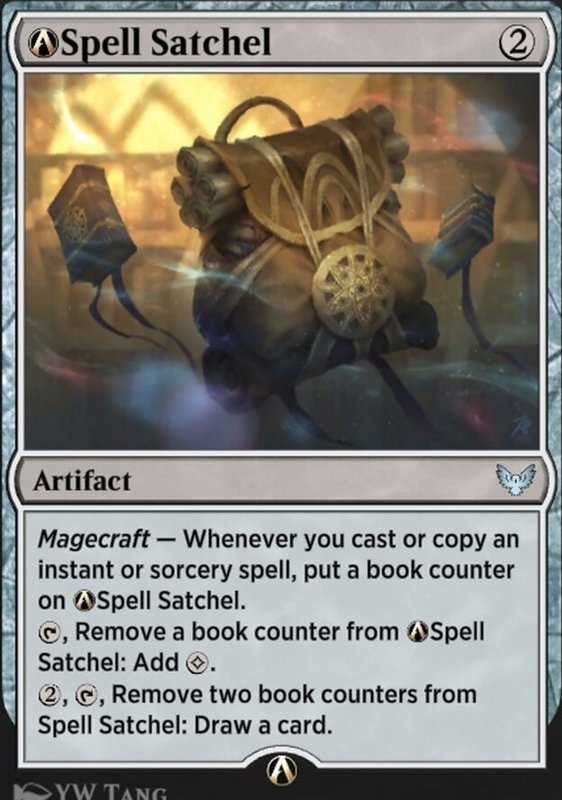 Spell Satchel 2
Artifact
Magecraft — Whenever you cast or copy an
instant or sorcery spell, put a book counter
on Spell Satchel.
, Remove a book counter from Spell
Satchel: Add .
2, , Remove two book counters from
Spell Satchel: Draw a card.
YW Tang